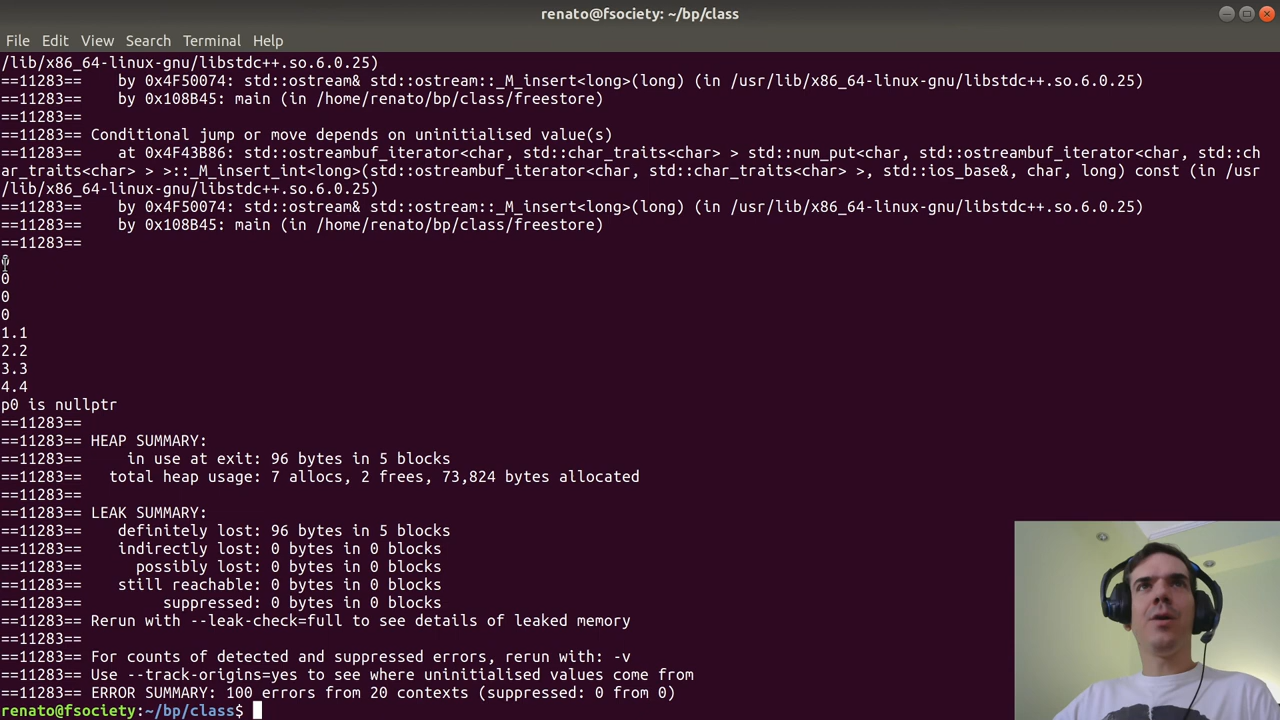 renato@fsociety: ~/bp/class
File Edit View Search Terminal Help
/lib/x86_64-linux-gnu/libstdc++.so.6.0.25)
==11283==    by 0x4F50074: std::ostream& std::ostream::_M_insert<long>(long) (in /usr/lib/x86_64-linux-gnu/libstdc++.so.6.0.25)
==11283==    by 0x108B45: main (in /home/renato/bp/class/freestore)
==11283==
==11283== Conditional jump or move depends on uninitialised value(s)
==11283==    at 0x4F43B86: std::ostreambuf_iterator<char, std::char_traits<char> > std::num_put<char, std::ostreambuf_iterator<char, std::ch
ar_traits<char> > >::_M_insert_int<long>(std::ostreambuf_iterator<char, std::char_traits<char> >, std::ios_base&, char, long) const (in /usr
/lib/x86_64-linux-gnu/libstdc++.so.6.0.25)
==11283==    by 0x4F50074: std::ostream& std::ostream::_M_insert<long>(long) (in /usr/lib/x86_64-linux-gnu/libstdc++.so.6.0.25)
==11283==    by 0x108B45: main (in /home/renato/bp/class/freestore)
==11283==
0
0
0
0
1.1
2.2
3.3
4.4
p0 is nullptr
==11283==
==11283== HEAP SUMMARY:
==11283==     in use at exit: 96 bytes in 5 blocks
==11283==   total heap usage: 7 allocs, 2 frees, 73,824 bytes allocated
==11283==
==11283== LEAK SUMMARY:
==11283==    definitely lost: 96 bytes in 5 blocks
==11283==    indirectly lost: 0 bytes in 0 blocks
==11283==      possibly lost: 0 bytes in 0 blocks
==11283==    still reachable: 0 bytes in 0 blocks
==11283==         suppressed: 0 bytes in 0 blocks
==11283== Rerun with --leak-check=full to see details of leaked memory
==11283==
==11283== For counts of detected and suppressed errors, rerun with: -v
==11283== Use --track-origins=yes to see where uninitialised values come from
==11283== ERROR SUMMARY: 100 errors from 20 contexts (suppressed: 0 from 0)
renato@fsociety:~/bp/class$